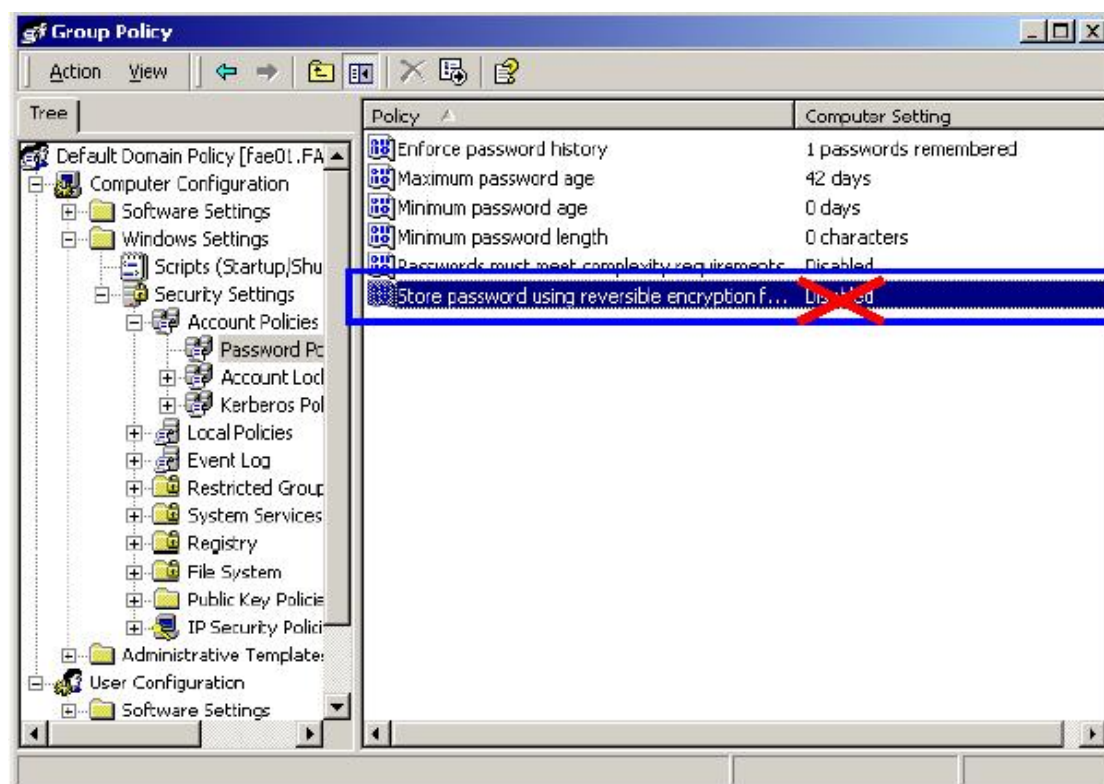 Group Policy
Action View
Tree
Policy Computer Setting
Default Domain Policy [fae01.FA
Computer Configuration
Software Settings
Windows Settings
Scripts (Startup/Shu
Security Settings
Account Policies
Password Po
Account Locl
Kerberos Pol
Local Policies
Event Log
Restricted Group
System Services
Registry
File System
Public Key Policie
IP Security Polici
Administrative Template
User Configuration
Software Settings
Enforce password history 1 passwords remembered
Maximum password age 42 days
Minimum password age 0 days
Minimum password length 0 characters
Passwords must meet complexity requirements Disabled
Store password using reversible encryption f... Disabled